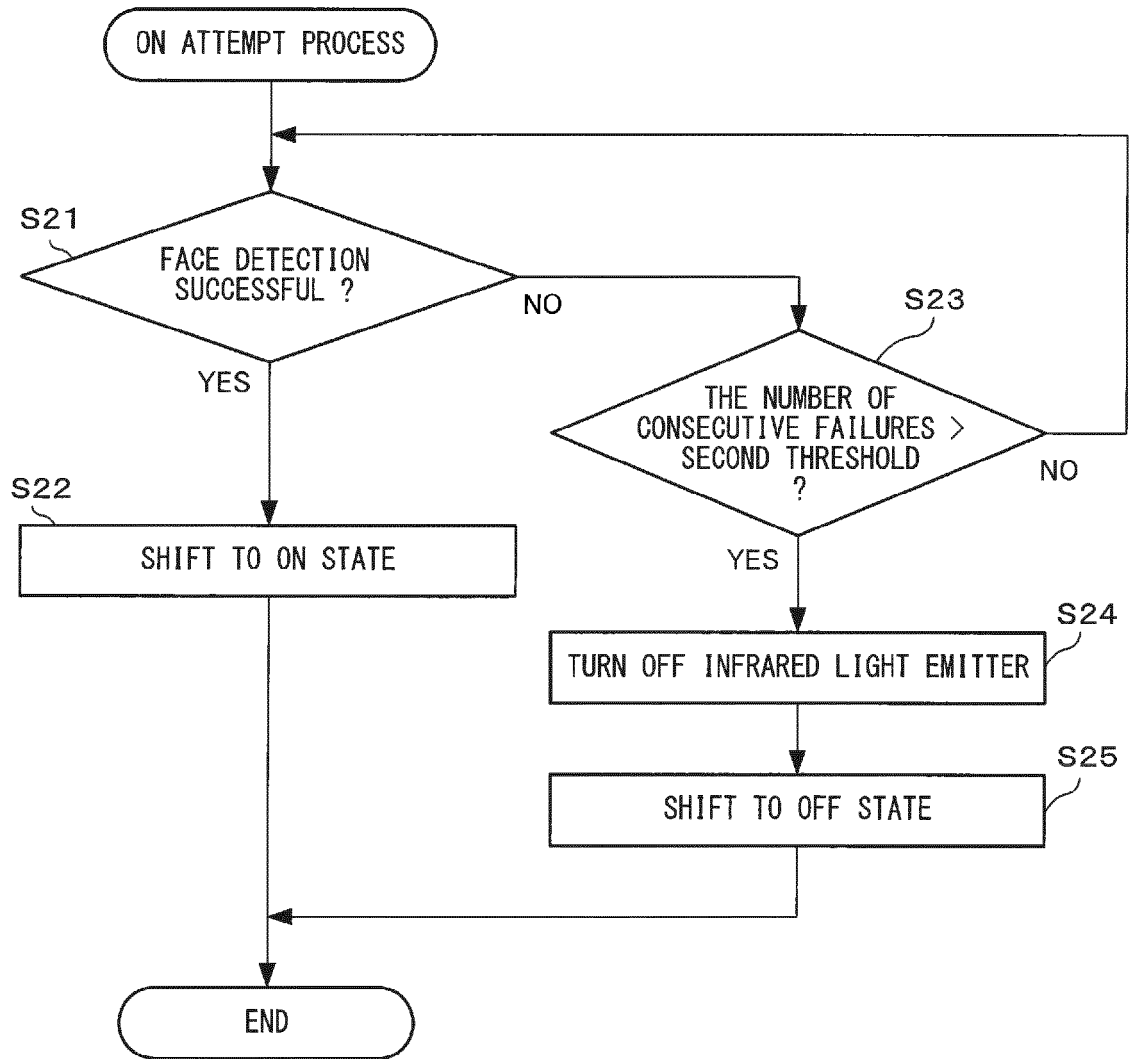 ON ATTEMPT PROCESS
S21
FACE DETECTION
SUCCESSFUL ?
NO
YES
S23
THE NUMBER OF
CONSECUTIVE FAILURES >
SECOND THRESHOLD
?
NO
YES
S22
SHIFT TO ON STATE
S24
TURN OFF INFRARED LIGHT EMITTER
S25
SHIFT TO OFF STATE
END